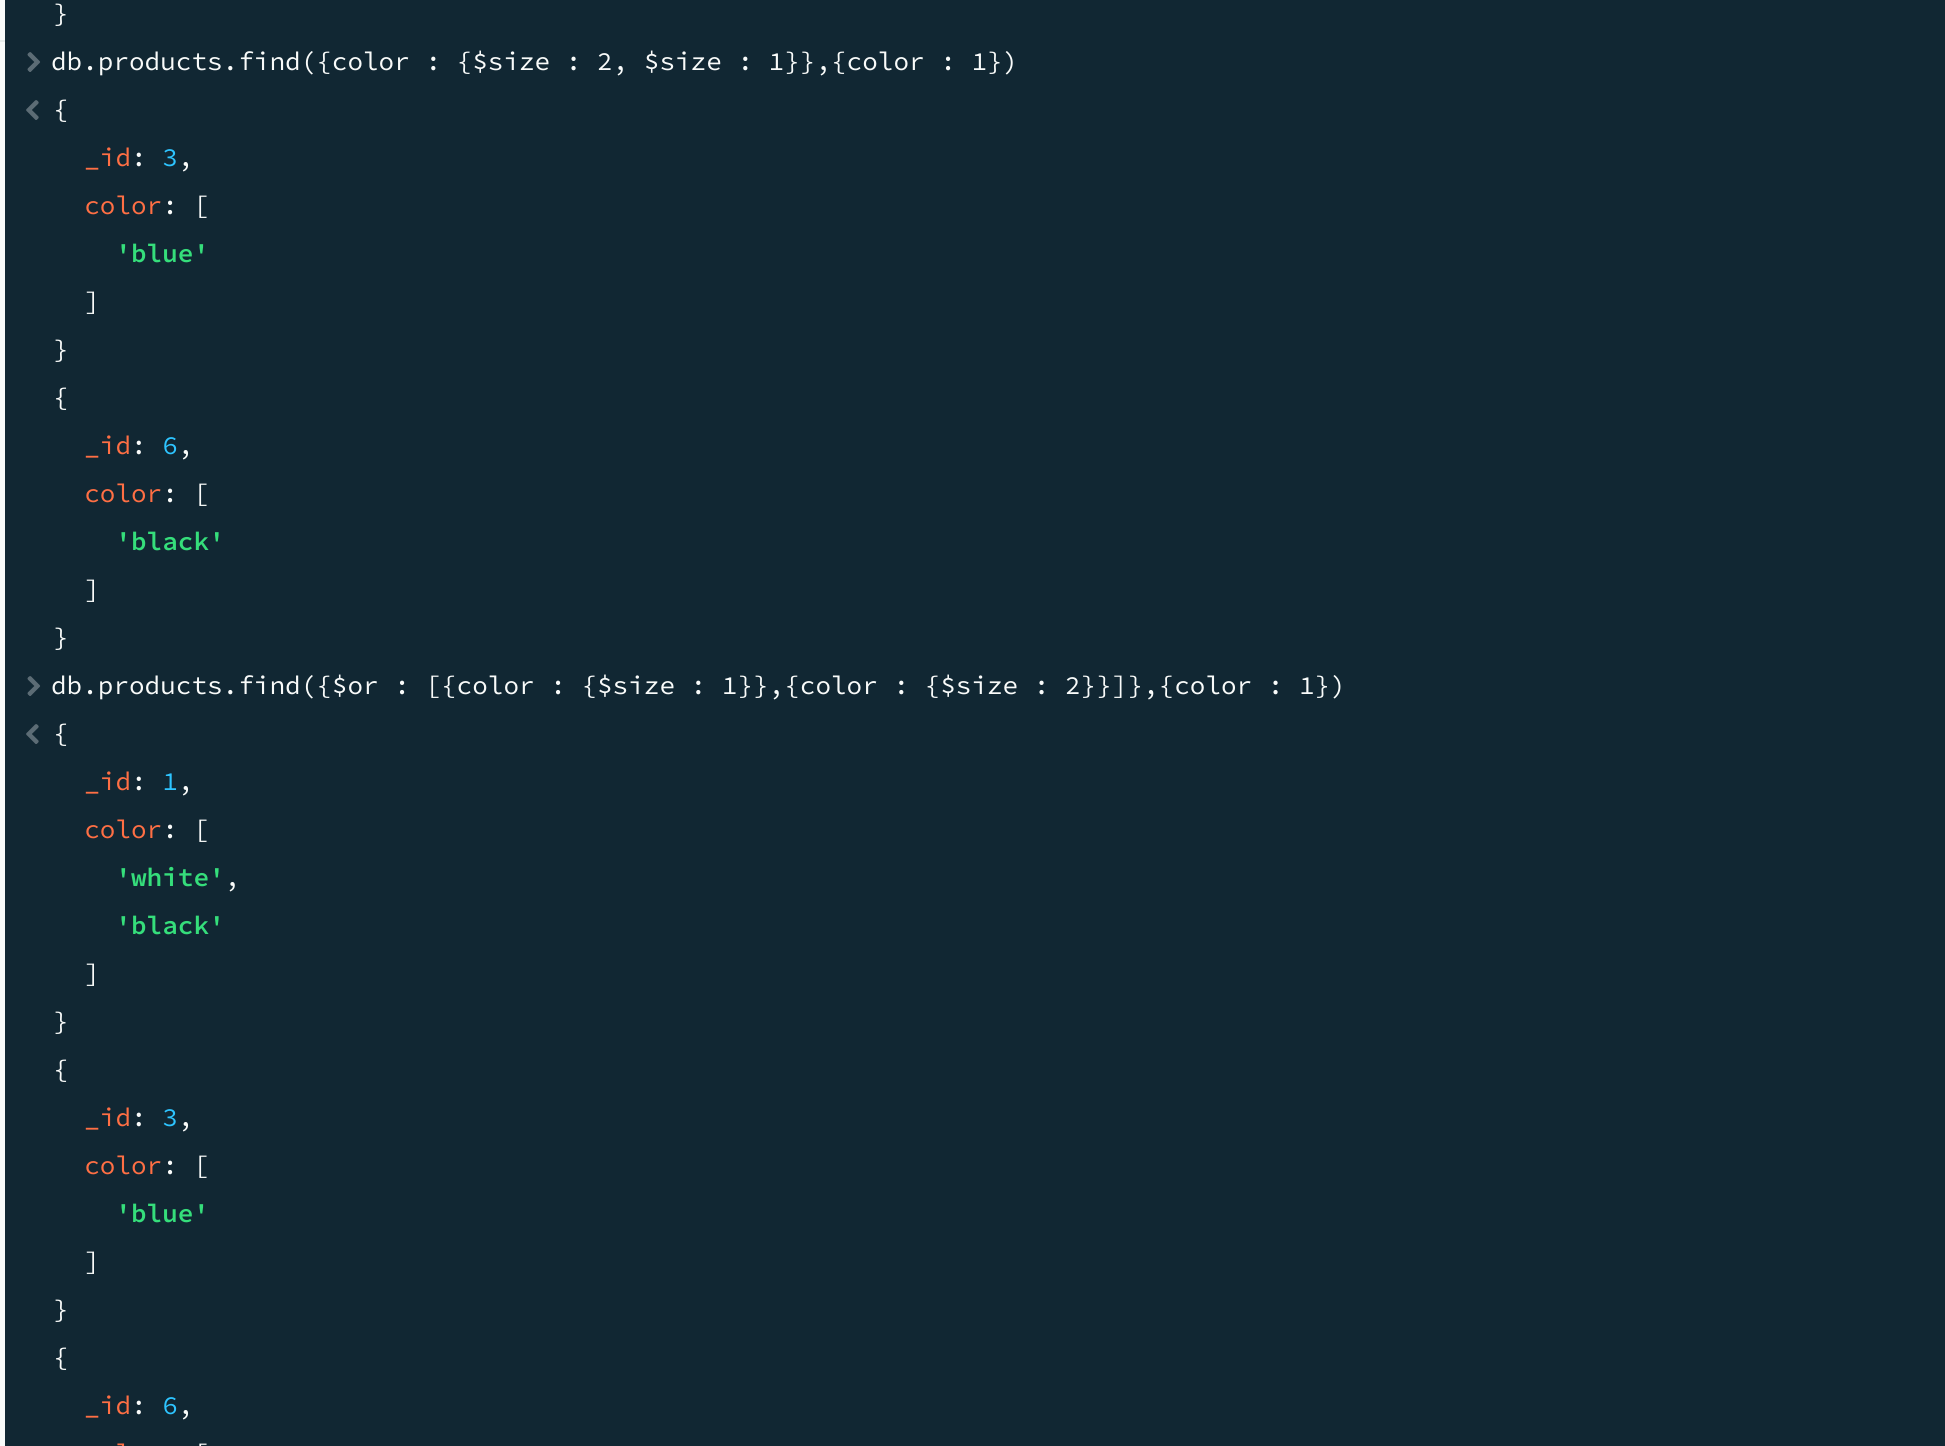 }
> db.products.find({color : {$size : 2, $size : 1}},{color : 1})
< {
_id: 3,
color: [
'blue'
]
}
{
_id: 6,
color: [
'black'
]
}
> db.products.find({$or : [{color : {$size : 1}},{color : {$size : 2}}]},{color : 1})
< {
_id: 1,
color: [
'white',
'black'
]
}
{
_id: 3,
color: [
'blue'
]
}
{
_id: 6,